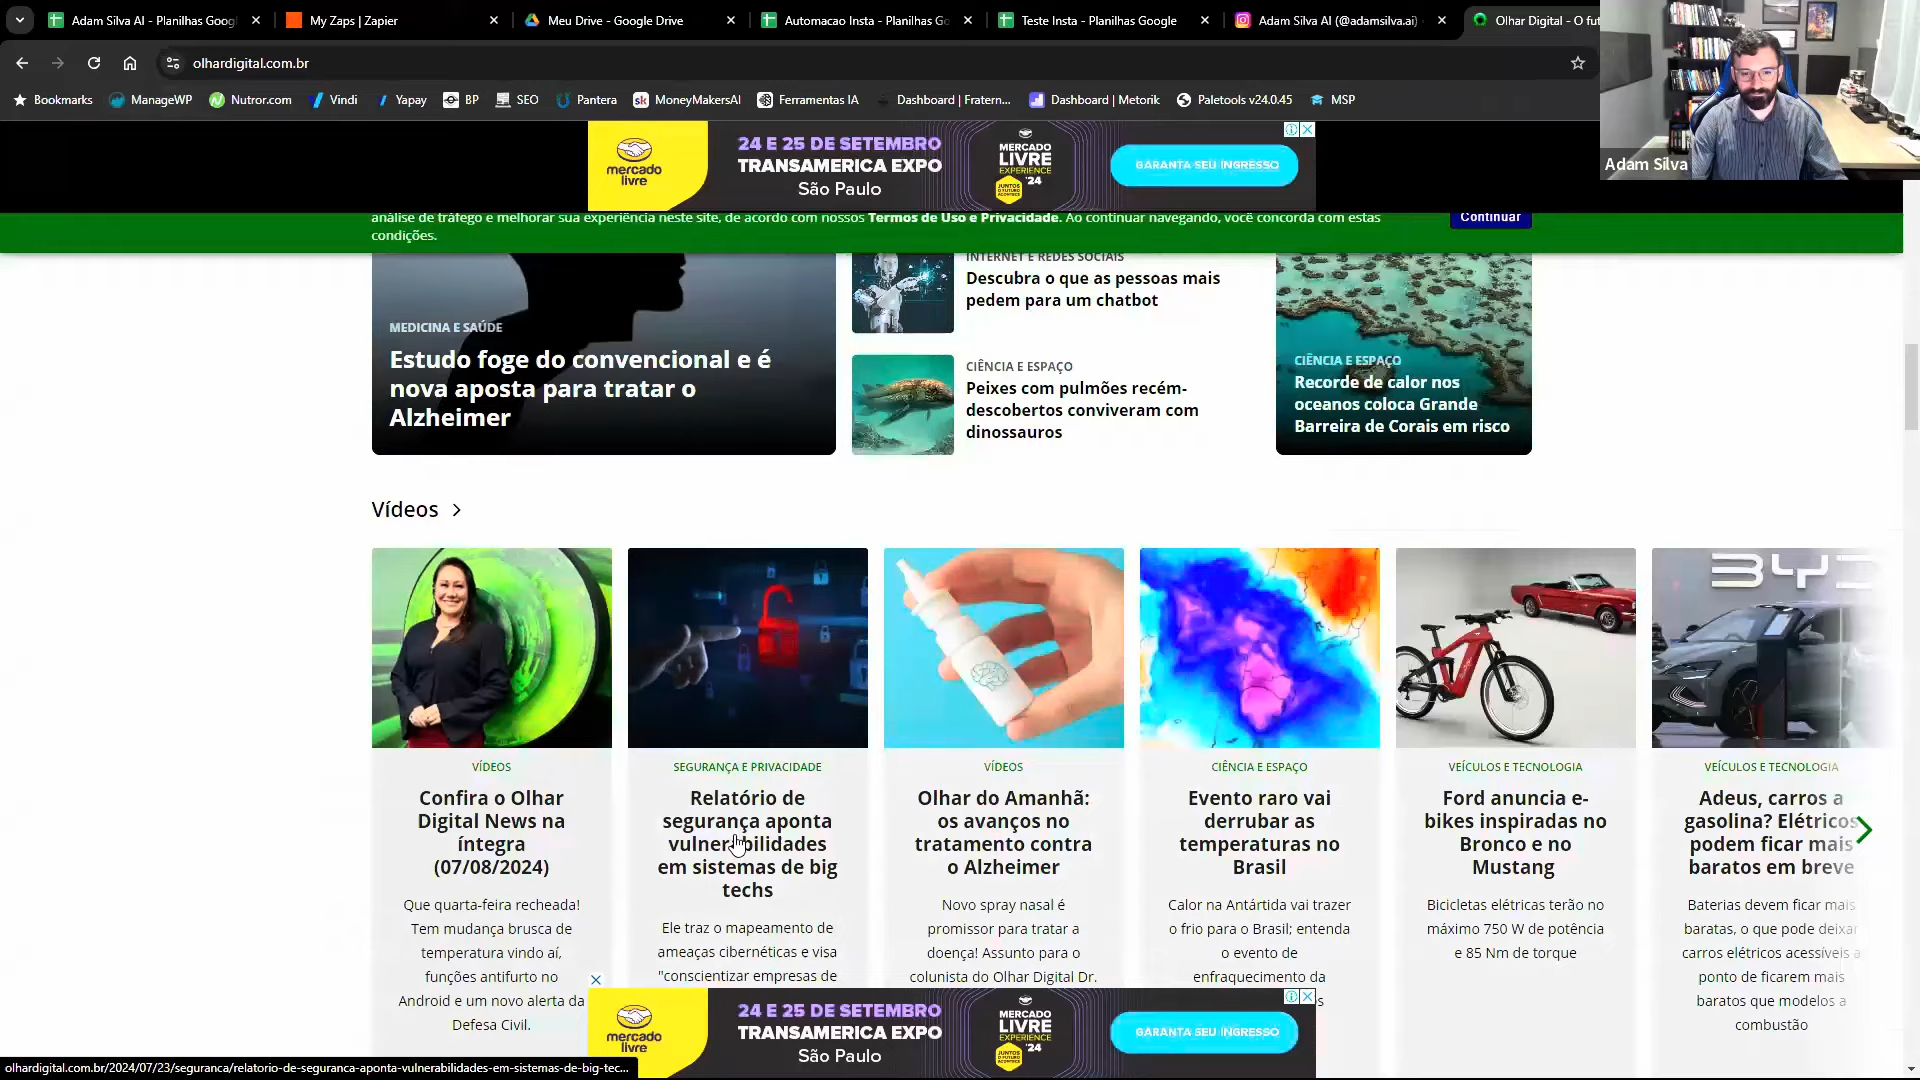 Adam Silva AI - Planilhas Goog
My Zaps | Zapier
Meu Drive - Google Drive
Automacao Insta - Planilhas Go
Teste Insta - Planilhas Google
Adam Silva AI (@adamsilva.ai)
Olhar Digital - O fut
olhardigital.com.br
Bookmarks
ManageWP
Nutror.com
Vindi
Yapay
BP
SEO
Pantera
sk MoneyMakersAI
Ferramentas IA
Dashboard | Fratern...
Dashboard | Metorik
Paletools v24.0.45
MSP
Adam Silva
mercado
livre
24 E 25 DE SETEMBRO
TRANSAMERICA EXPO
São Paulo
MERCADO
LIVRE
EXPERIENCE
'24
GARANTA SEU INGRESSO
análise de tráfego e melhorar sua experiência neste site, de acordo com nossos Termos de Uso e Privacidade. Ao continuar navegando, você concorda com estas
condições.
Continuar
MEDICINA E SAÚDE
Estudo foge do convencional e é
nova aposta para tratar o
Alzheimer
INTERNET E REDES SOCIAIS
Descubra o que as pessoas mais
pedem para um chatbot
CIÊNCIA E ESPAÇO
Peixes com pulmões recém-
descobertos conviveram com
dinossauros
CIÊNCIA E ESPAÇO
Recorde de calor nos
oceanos coloca Grande
Barreira de Corais em risco
Vídeos
BYD
VÍDEOS
Confira o Olhar
Digital News na
íntegra
(07/08/2024)
Que quarta-feira recheada!
Tem mudança brusca de
temperatura vindo aí,
funções antifurto no
Android e um novo alerta da
Defesa Civil.
SEGURANÇA E PRIVACIDADE
Relatório de
segurança aponta
vulnerabilidades
em sistemas de big
techs
Ele traz o mapeamento de
ameaças cibernéticas e visa
"conscientizar empresas de
VÍDEOS
Olhar do Amanhã:
os avanços no
tratamento contra
o Alzheimer
Novo spray nasal é
promissor para tratar a
doença! Assunto para o
colunista do Olhar Digital Dr.
CIÊNCIA E ESPAÇO
Evento raro vai
derrubar as
temperaturas no
Brasil
Calor na Antártida vai trazer
o frio para o Brasil; entenda
o evento de
enfraquecimento da
VEÍCULOS E TECNOLOGIA
Ford anuncia e-
bikes inspiradas no
Bronco e no
Mustang
Bicicletas elétricas terão no
máximo 750 W de potência
e 85 Nm de torque
VEÍCULOS E TECNOLOGIA
Adeus, carros a
gasolina? Elétricos
podem ficar mais
baratos em breve
Baterias devem ficar mais
baratas, o que pode deixar
carros elétricos acessíveis a
ponto de ficarem mais
baratos que modelos a
combustão
mercado
livre
24 E 25 DE SETEMBRO
TRANSAMERICA EXPO
São Paulo
MERCADO
LIVRE
EXPERIENCE
'24
GARANTA SEU INGRESSO
olhardigital.com.br/2024/07/23/seguranca/relatorio-de-seguranca-aponta-vulnerabilidades-em-sistemas-de-big-tec...